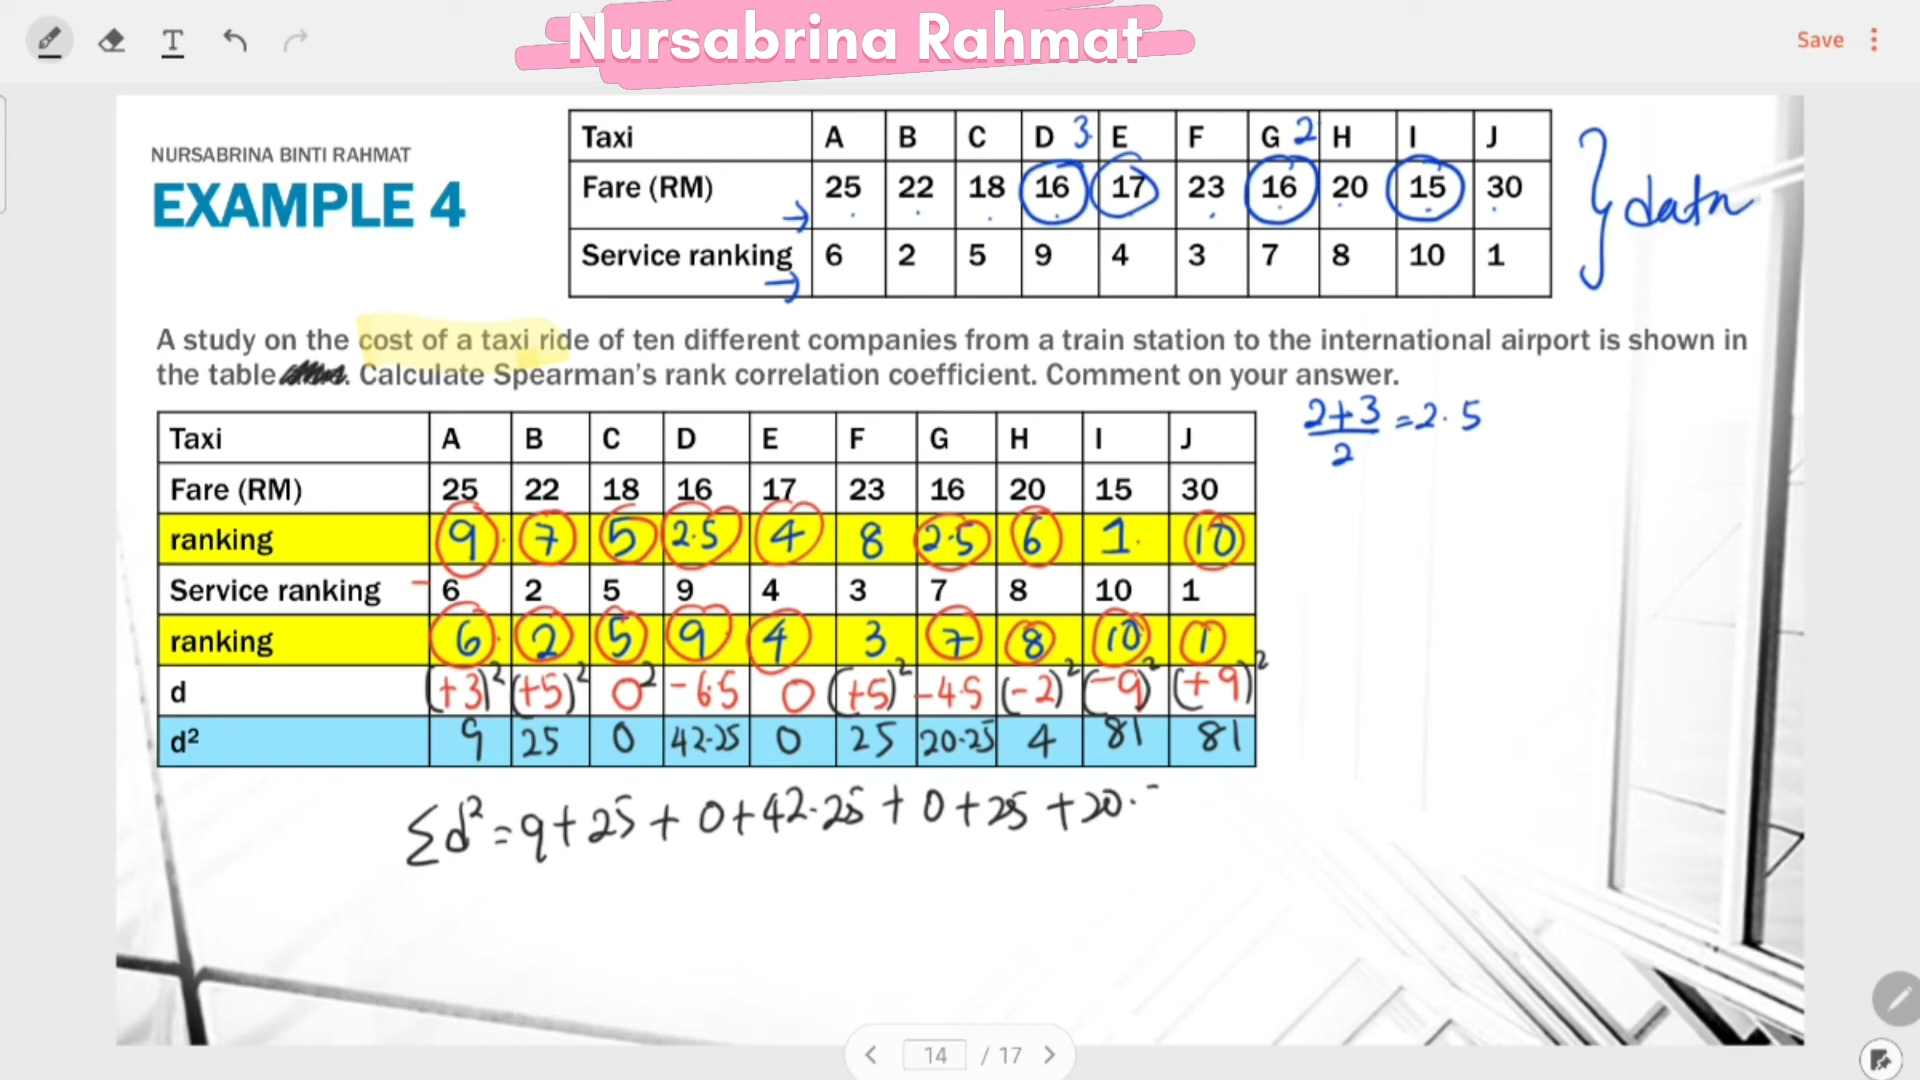 Nursabrina Rahmat
T
Save
NURSABRINA BINTI RAHMAT
EXAMPLE 4
Taxi A B C D 3 E F G 2 H I J
Fare (RM) 25 22 18 16 17 23 16 20 15 30
→
Service ranking 6 2 5 9 4 3 7 8 10 1
→
data
A study on the cost of a taxi ride of ten different companies from a train station to the international airport is shown in
the table . Calculate Spearman's rank correlation coefficient. Comment on your answer.
2+3/2 =2.5
Taxi A B C D E F G H I J
Fare (RM) 25 22 18 16 17 23 16 20 15 30
ranking 9 7 5 2.5 4 8 2.5 6 1 10
Service ranking 6 2 5 9 4 3 7 8 10 1
ranking 6 2 5 9 4 3 7 8 10 1
d (+3)² (+5)² 0² -6.5 0 (+5)² -4.5 (-2)² (-9)² (+9)²
d² 9 25 0 42.25 0 25 20.25 4 81 81
Σd² = 9+25+0+42.25+0+25+20.
14 / 17